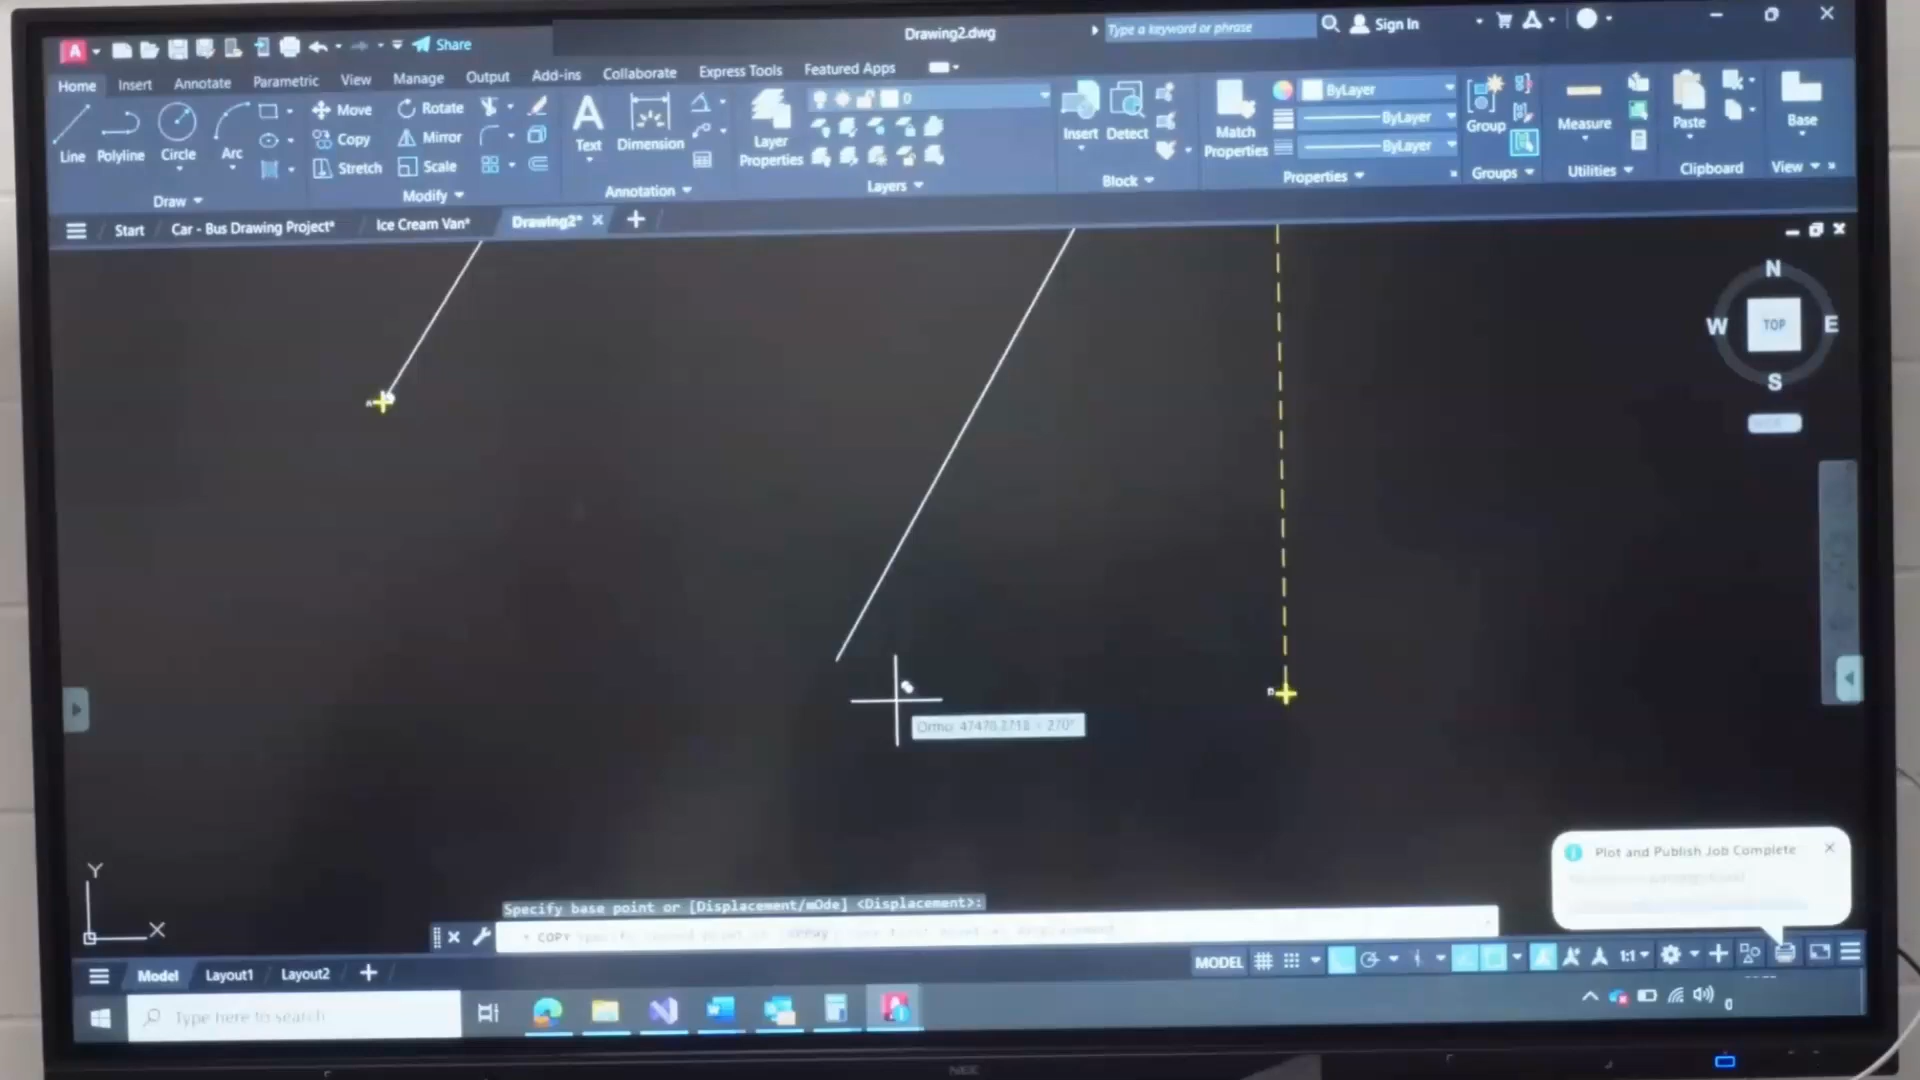 Drawing2.dwg
Type a keyword or phrase
Sign In
A
Share
Home Insert Annotate Parametric View Manage Output Add-ins Collaborate Express Tools Featured Apps
Line
Polyline
Circle
Arc
Draw
Move
Copy
Stretch
Rotate
Mirror
Scale
Modify
A
Text
Dimension
Annotation
Layer
Properties
0
Layers
Insert
Detect
Block
Match
Properties
ByLayer
ByLayer
ByLayer
Properties
Group
Groups
Measure
Utilities
Paste
Clipboard
Base
View
Start
Car - Bus Drawing Project*
Ice Cream Van*
Drawing2*
N
W TOP E
S
270°
Y
X
Plot and Publish Job Complete
Specify base point or [Displacement/mOde] <Displacement>:
COPY
Model Layout1 Layout2
MODEL
1:1
Type here to search
NEC